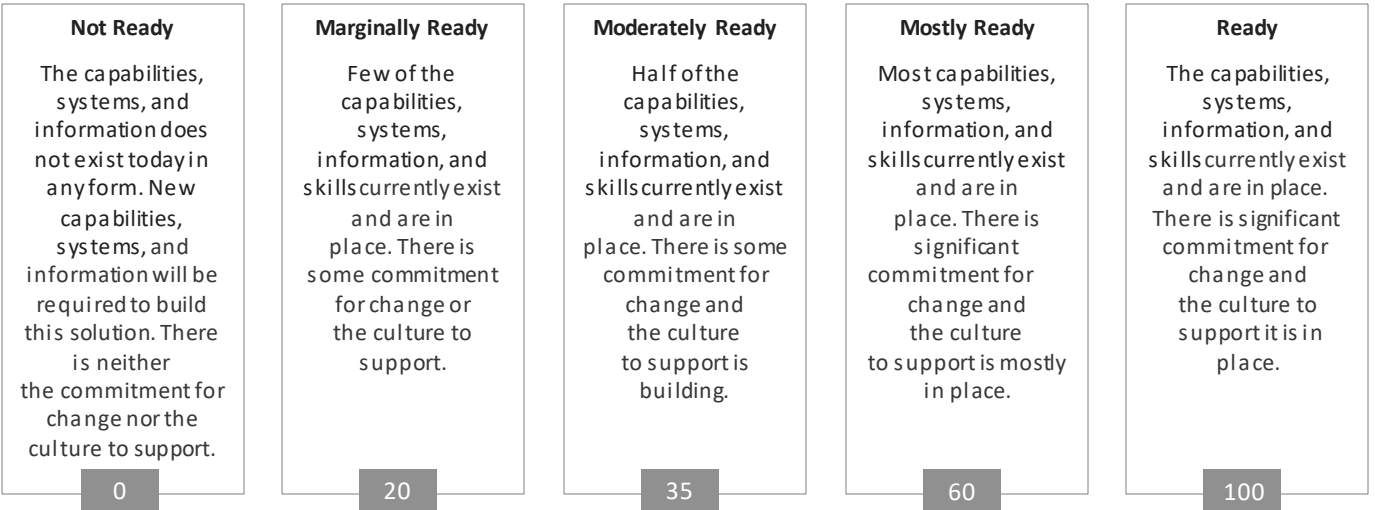 Not Ready
The capabilities,
systems, and
information does
not exist today in
any form. New
capabilities,
systems, and
information will be
required to build
this solution. There
is neither
the commitment for
change nor the
culture to support.
0
Marginally Ready
Few of the
capabilities,
systems,
information, and
skills currently exist
and are in
place. There is
some commitment
for change or
the culture to
support.
20
Moderately Ready
Half of the
capabilities,
systems,
information, and
skills currently exist
and are in
place. There is some
commitment for
change and
the culture
to support is
building.
35
Mostly Ready
Most capabilities,
systems,
information, and
skills currently exist
and are in
place. There is
significant
commitment for
change and
the culture
to support is mostly
in place.
60
Ready
The capabilities,
systems,
information, and
skills currently exist
and are in place.
There is significant
commitment for
change and
the culture to
support it is in
place.
100